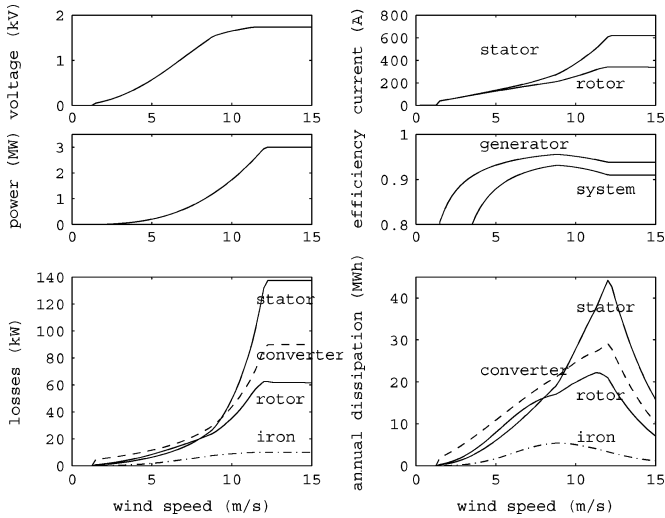 voltage (kV)
2
1
0
0 5 10 15
current (A)
800
600
400
200
0
stator
rotor
0 5 10 15
power (MW)
3
2
1
0
0 5 10 15
efficiency
1
0.9
0.8
generator
system
0 5 10 15
losses (kW)
140
120
100
80
60
40
20
0
stator
converter
rotor
iron
0 5 10 15
wind speed (m/s)
annual dissipation (MWh)
40
30
20
10
0
stator
converter
rotor
iron
0 5 10 15
wind speed (m/s)